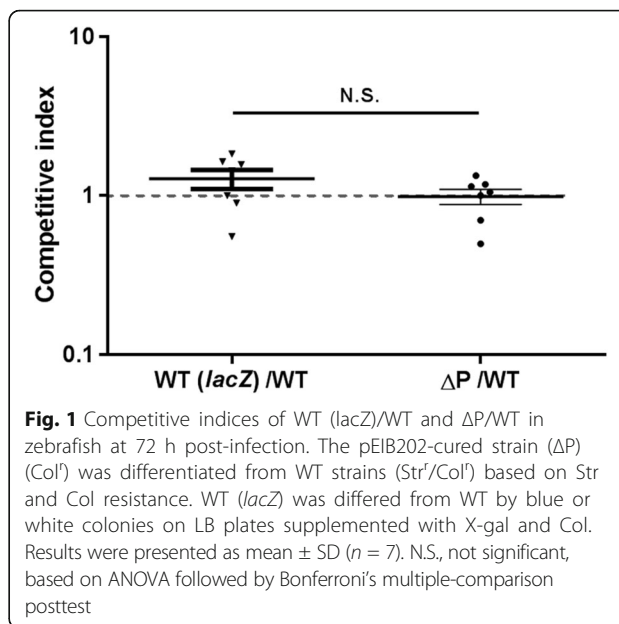 10
N.S.
Competitive index
1
0.1
WT (lacZ) /WT
ΔP /WT
Fig. 1 Competitive indices of WT (lacZ)/WT and ΔP/WT in
zebrafish at 72 h post-infection. The pEIB202-cured strain (ΔP)
(Colʳ) was differentiated from WT strains (Strʳ/Colʳ) based on Str
and Col resistance. WT (lacZ) was differed from WT by blue or
white colonies on LB plates supplemented with X-gal and Col.
Results were presented as mean ± SD (n = 7). N.S., not significant,
based on ANOVA followed by Bonferroni’s multiple-comparison
posttest